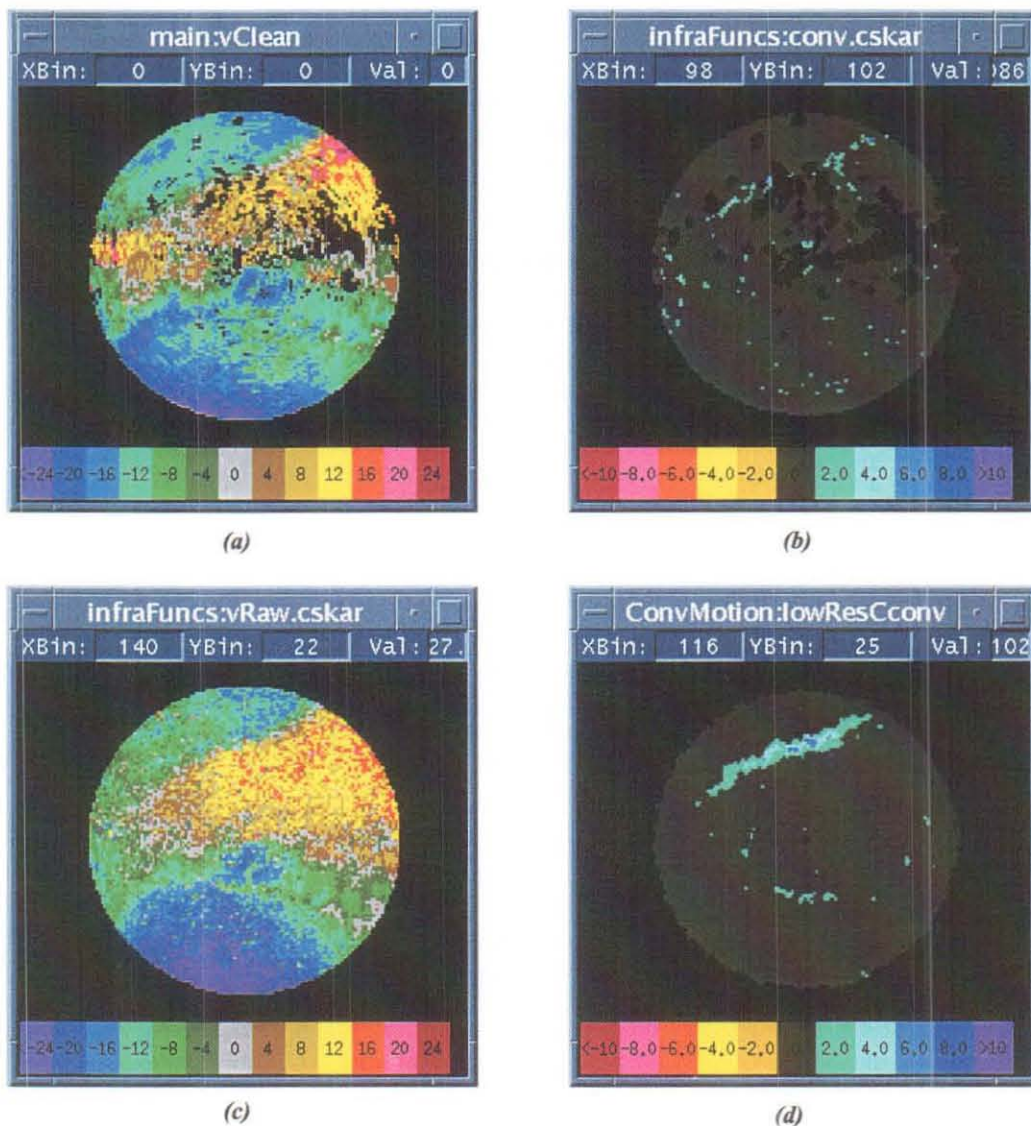 main:vClean
XBin: 0 YBin: 0 Val: 0
<-24 -20 -16 -12 -8 -4 0 4 8 12 16 20 24
(a)
infraFuncs:conv.cskar
XBin: 98 YBin: 102 Val:
<-10 -8.0 -6.0 -4.0 -2.0 0 2.0 4.0 6.0 8.0 >10
(b)
infraFuncs:vRaw.cskar
XBin: 140 YBin: 22 Val: 27.
-24 -20 -16 -12 -8 -4 0 4 8 12 16 20 24
(c)
ConvMotion:lowResCconv
XBin: 116 YBin: 25 Val: 102
<-10 -8.0 -6.0 -4.0 -2.0 0 2.0 4.0 6.0 8.0 >10
(d)